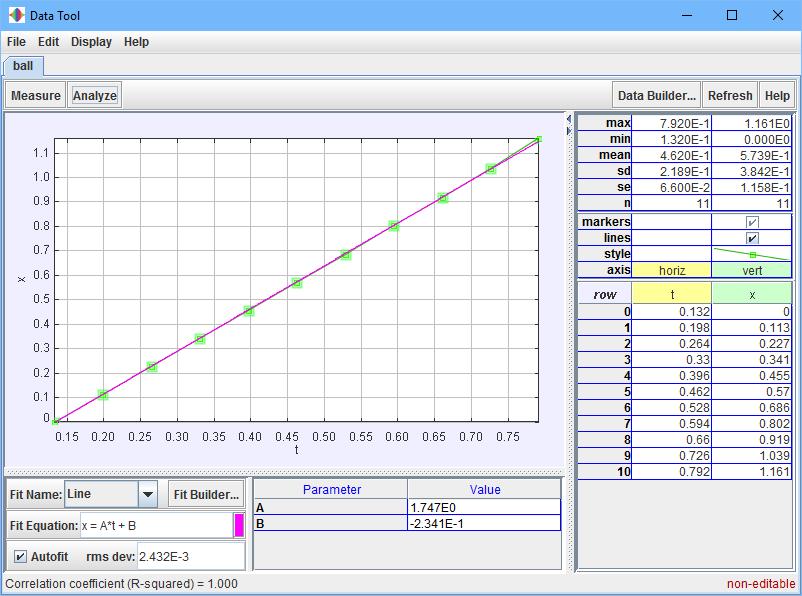 Data Tool
File Edit Display Help
ball
Measure Analyze Data Builder... Refresh Help
max 7.920E-1 1.161E0
min 1.320E-1 0.000E0
mean 4.620E-1 5.739E-1
sd 2.189E-1 3.842E-1
se 6.600E-2 1.158E-1
n 11 11
markers
lines
style
axis horiz vert
row t x
0 0.132 0
1 0.198 0.113
2 0.264 0.227
3 0.33 0.341
4 0.396 0.455
5 0.462 0.57
6 0.528 0.686
7 0.594 0.802
8 0.66 0.919
9 0.726 1.039
10 0.792 1.161
1.1
1.0
0.9
0.8
0.7
x
0.6
0.5
0.4
0.3
0.2
0.1
0
0.15 0.20 0.25 0.30 0.35 0.40 0.45 0.50 0.55 0.60 0.65 0.70 0.75
t
Fit Name: Line Fit Builder...
Fit Equation: x = A*t + B
Autofit rms dev: 2.432E-3
Parameter Value
A 1.747E0
B -2.341E-1
Correlation coefficient (R-squared) = 1.000 non-editable